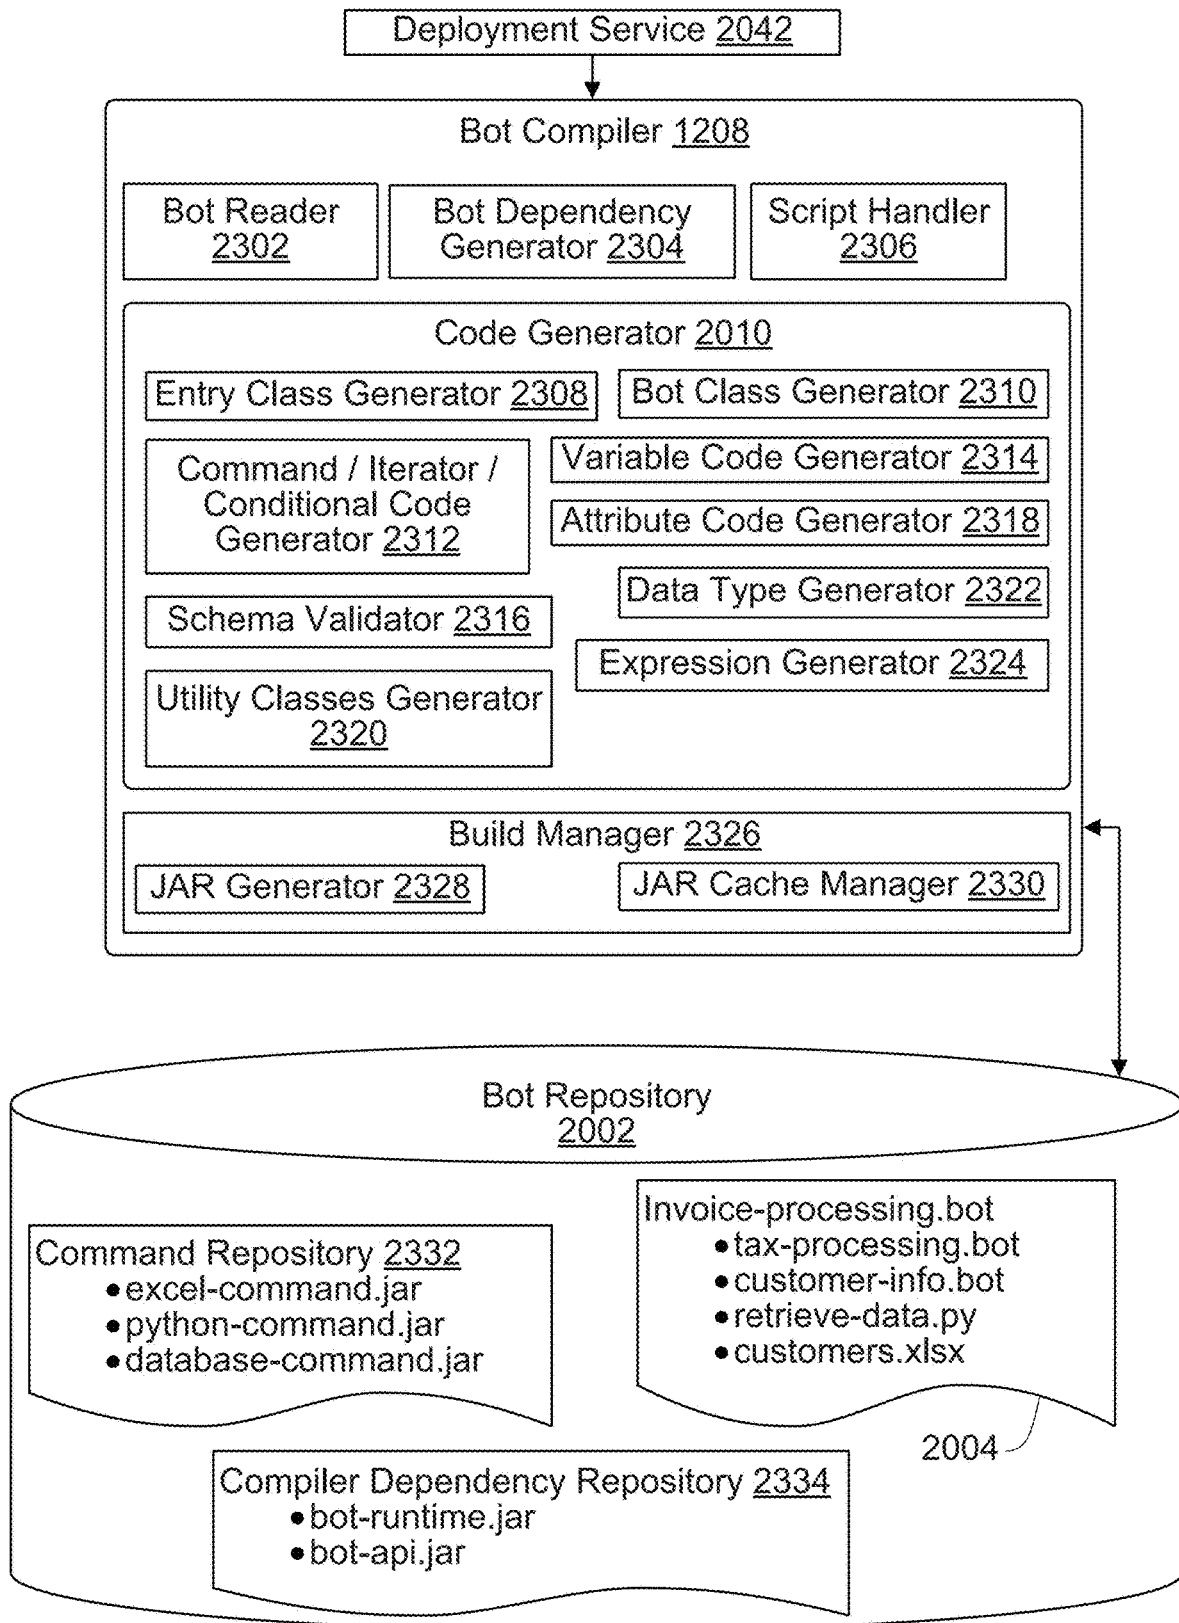 Deployment Service 2042
Bot Compiler 1208
Bot Reader
2302
Bot Dependency
Generator 2304
Script Handler
2306
Code Generator 2010
Entry Class Generator 2308
Bot Class Generator 2310
Command / Iterator /
Conditional Code
Generator 2312
Variable Code Generator 2314
Attribute Code Generator 2318
Data Type Generator 2322
Schema Validator 2316
Expression Generator 2324
Utility Classes Generator
2320
Build Manager 2326
JAR Generator 2328
JAR Cache Manager 2330
Bot Repository
2002
Command Repository 2332
•excel-command.jar
•python-command.jar
•database-command.jar
Invoice-processing.bot
•tax-processing.bot
•customer-info.bot
•retrieve-data.py
•customers.xlsx
2004
Compiler Dependency Repository 2334
•bot-runtime.jar
•bot-api.jar